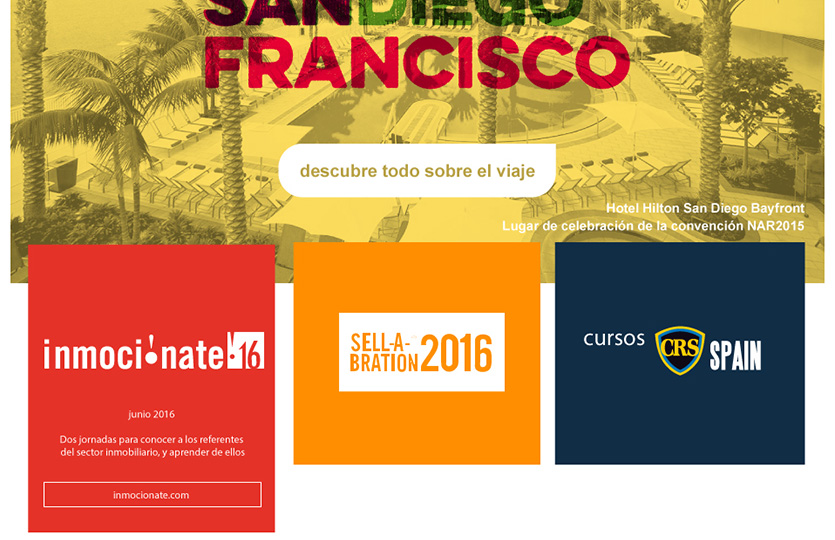 SANDIEGO
FRANCISCO
descubre todo sobre el viaje
Hotel Hilton San Diego Bayfront
Lugar de celebración de la convención NAR2015
inmoci!nate!16
junio 2016
Dos jornadas para conocer a los referentes
del sector inmobiliario, y aprender de ellos
inmocionate.com
SELL-A-
BRATION 2016
cursos CRS SPAIN